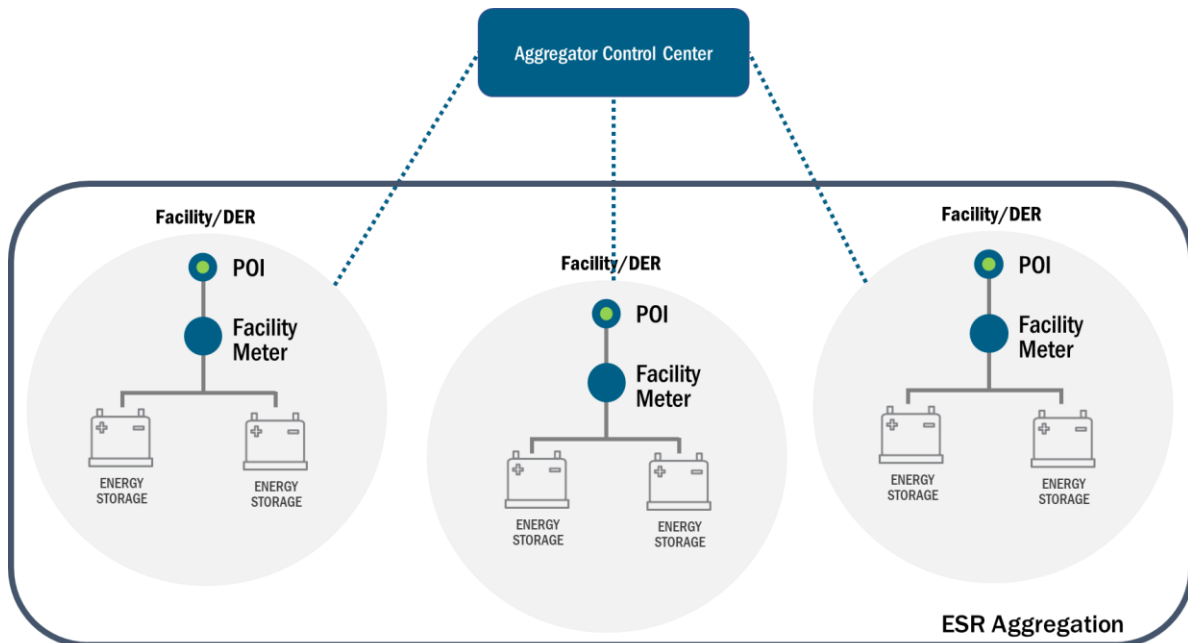 Aggregator Control Center
Facility/DER
POI
Facility
Meter
+ -
+ -
ENERGY
STORAGE
ENERGY
STORAGE
Facility/DER
POI
Facility
Meter
+ -
+ -
ENERGY
STORAGE
ENERGY
STORAGE
Facility/DER
POI
Facility
Meter
+ -
+ -
ENERGY
STORAGE
ENERGY
STORAGE
ESR Aggregation